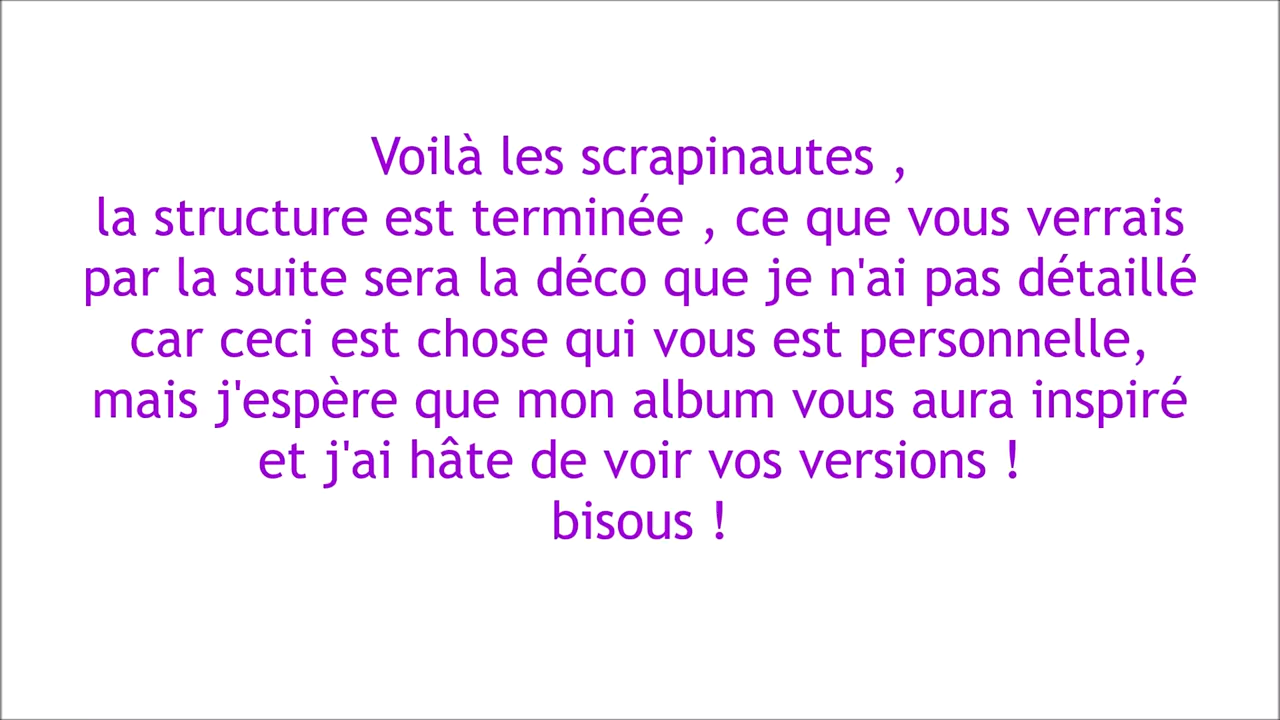 Voilà les scrapinautes ,
la structure est terminée , ce que vous verrais
par la suite sera la déco que je n'ai pas détaillé
car ceci est chose qui vous est personnelle,
mais j'espère que mon album vous aura inspiré
et j'ai hâte de voir vos versions !
bisous !